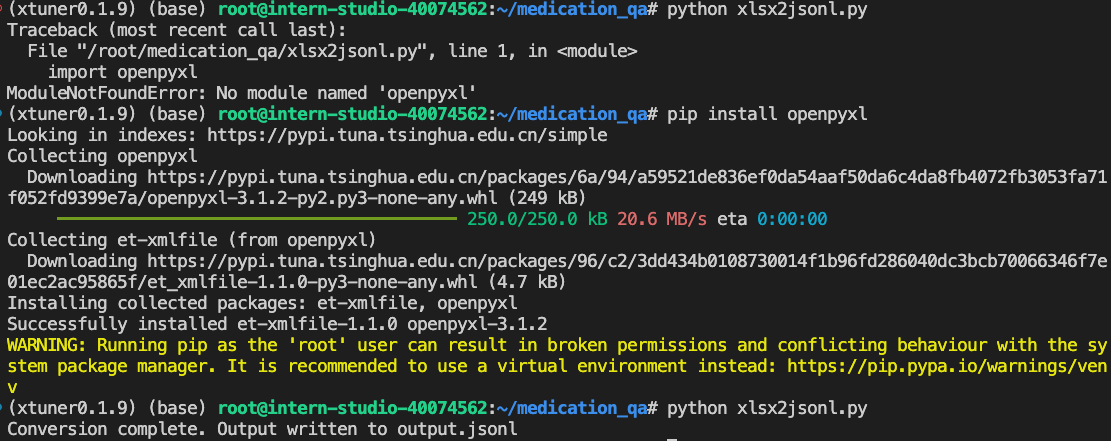 (xtuner0.1.9) (base) root@intern-studio-40074562:~/medication_qa# python xlsx2jsonl.py
Traceback (most recent call last):
  File "/root/medication_qa/xlsx2jsonl.py", line 1, in <module>
    import openpyxl
ModuleNotFoundError: No module named 'openpyxl'
(xtuner0.1.9) (base) root@intern-studio-40074562:~/medication_qa# pip install openpyxl
Looking in indexes: https://pypi.tuna.tsinghua.edu.cn/simple
Collecting openpyxl
  Downloading https://pypi.tuna.tsinghua.edu.cn/packages/6a/94/a59521de836ef0da54aaf50da6c4da8fb4072fb3053fa71
f052fd9399e7a/openpyxl-3.1.2-py2.py3-none-any.whl (249 kB)
250.0/250.0 kB 20.6 MB/s eta 0:00:00
Collecting et-xmlfile (from openpyxl)
  Downloading https://pypi.tuna.tsinghua.edu.cn/packages/96/c2/3dd434b0108730014f1b96fd286040dc3bcb70066346f7e
01ec2ac95865f/et_xmlfile-1.1.0-py3-none-any.whl (4.7 kB)
Installing collected packages: et-xmlfile, openpyxl
Successfully installed et-xmlfile-1.1.0 openpyxl-3.1.2
WARNING: Running pip as the 'root' user can result in broken permissions and conflicting behaviour with the sy
stem package manager. It is recommended to use a virtual environment instead: https://pip.pypa.io/warnings/ven
v
(xtuner0.1.9) (base) root@intern-studio-40074562:~/medication_qa# python xlsx2jsonl.py
Conversion complete. Output written to output.jsonl